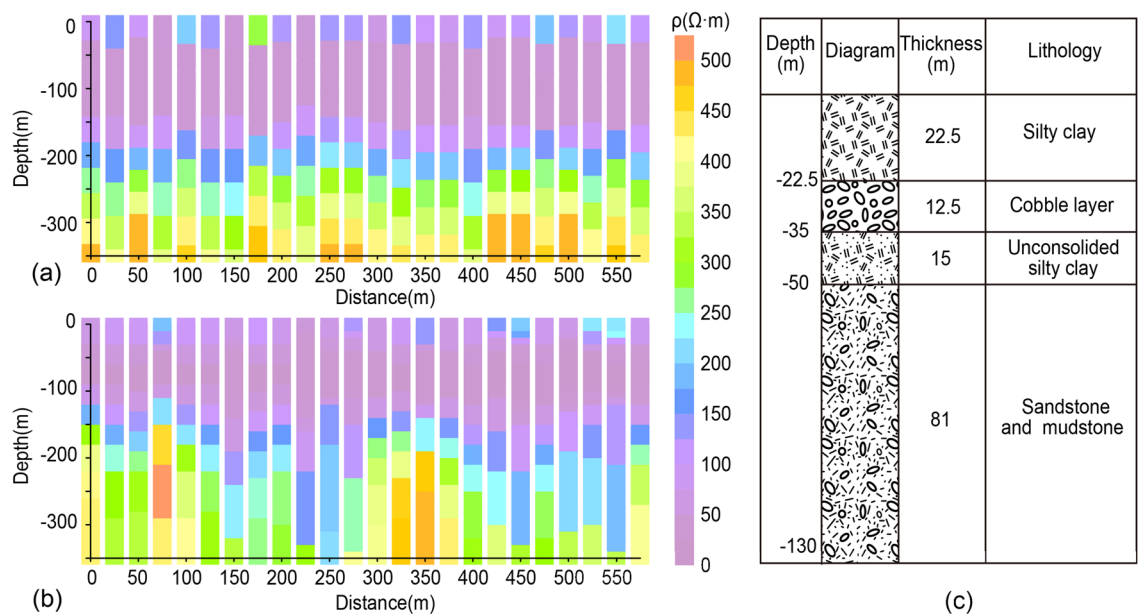 0
-100
-200
-300
Depth(m)
0 50 100 150 200 250 300 350 400 450 500 550
Distance(m)
(a)
0
-100
-200
-300
Depth(m)
0 50 100 150 200 250 300 350 400 450 500 550
Distance(m)
(b)
ρ(Ω·m)
500
450
400
350
300
250
200
150
100
50
0
Depth (m) Diagram Thickness (m) Lithology
22.5 Silty clay
-22.5
12.5 Cobble layer
-35
15 Unconsolided silty clay
-50
81 Sandstone and mudstone
-130
(c)